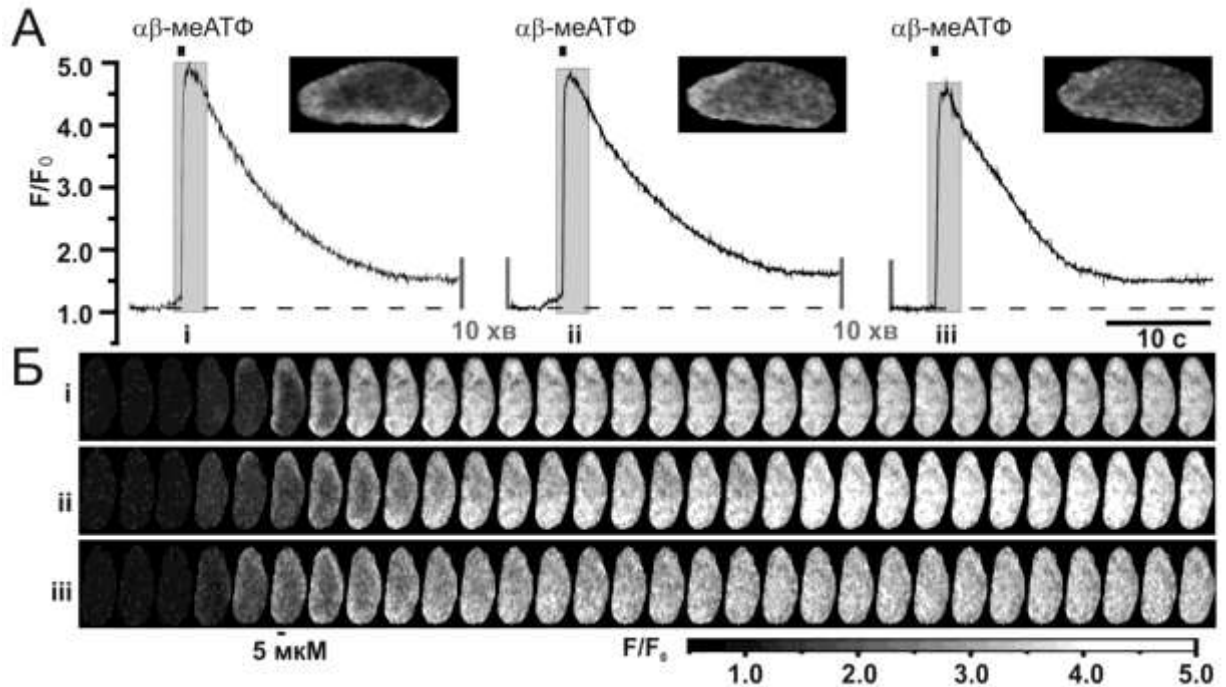 А
αβ-меАТФ αβ-меАТФ αβ-меАТФ
5.0
4.0
F/F₀
3.0
2.0
1.0
i 10 хв ii 10 хв iii 10 с
Б
i
ii
iii
5 мкМ
F/F₀ 1.0 2.0 3.0 4.0 5.0